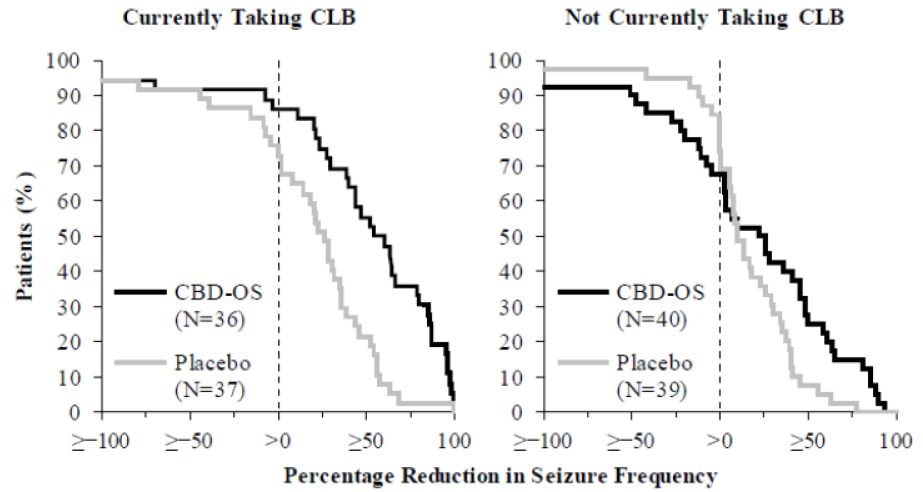 Currently Taking CLB
Not Currently Taking CLB
Patients (%)
100
90
80
70
60
50
40
30
20
10
0
CBD-OS
(N=36)
Placebo
(N=37)
≥−100
≥−50
>0
≥50
100
100
90
80
70
60
50
40
30
20
10
0
CBD-OS
(N=40)
Placebo
(N=39)
≥−100
≥−50
>0
≥50
100
Percentage Reduction in Seizure Frequency